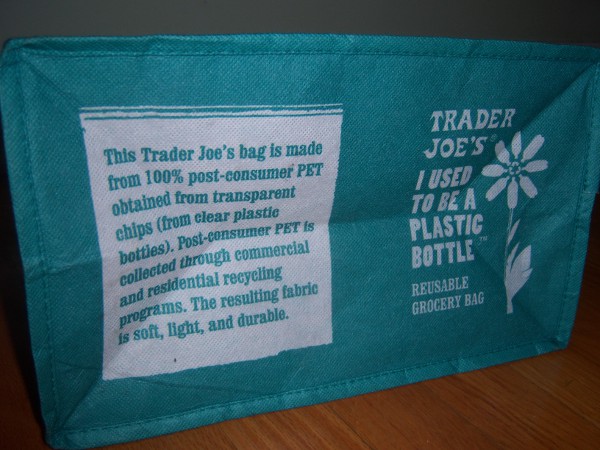 This Trader Joe's bag is made
from 100% post-consumer PET
obtained from transparent
chips (from clear plastic
bottles). Post-consumer PET is
collected through commercial
and residential recycling
programs. The resulting fabric
is soft, light, and durable.
TRADER
JOE'S®
I USED
TO BE A
PLASTIC
BOTTLE™
REUSABLE
GROCERY BAG